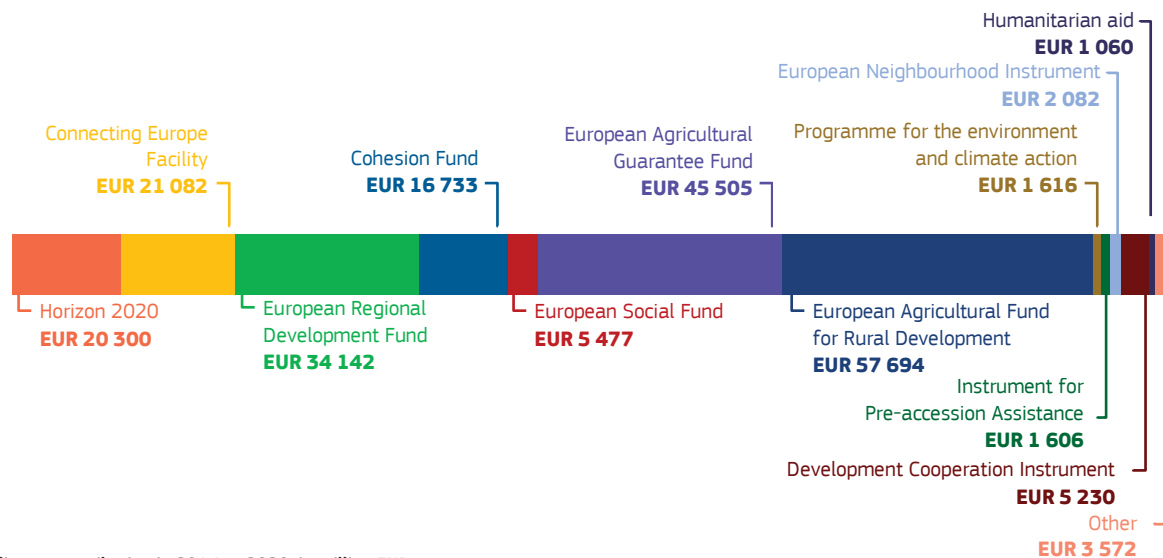 Humanitarian aid
EUR 1 060
European Neighbourhood Instrument
EUR 2 082
Connecting Europe
Facility
EUR 21 082
Cohesion Fund
EUR 16 733
European Agricultural
Guarantee Fund
EUR 45 505
Programme for the environment
and climate action
EUR 1 616
Horizon 2020
EUR 20 300
European Regional
Development Fund
EUR 34 142
European Social Fund
EUR 5 477
European Agricultural Fund
for Rural Development
EUR 57 694
Instrument for
Pre-accession Assistance
EUR 1 606
Development Cooperation Instrument
EUR 5 230
Other
EUR 3 572